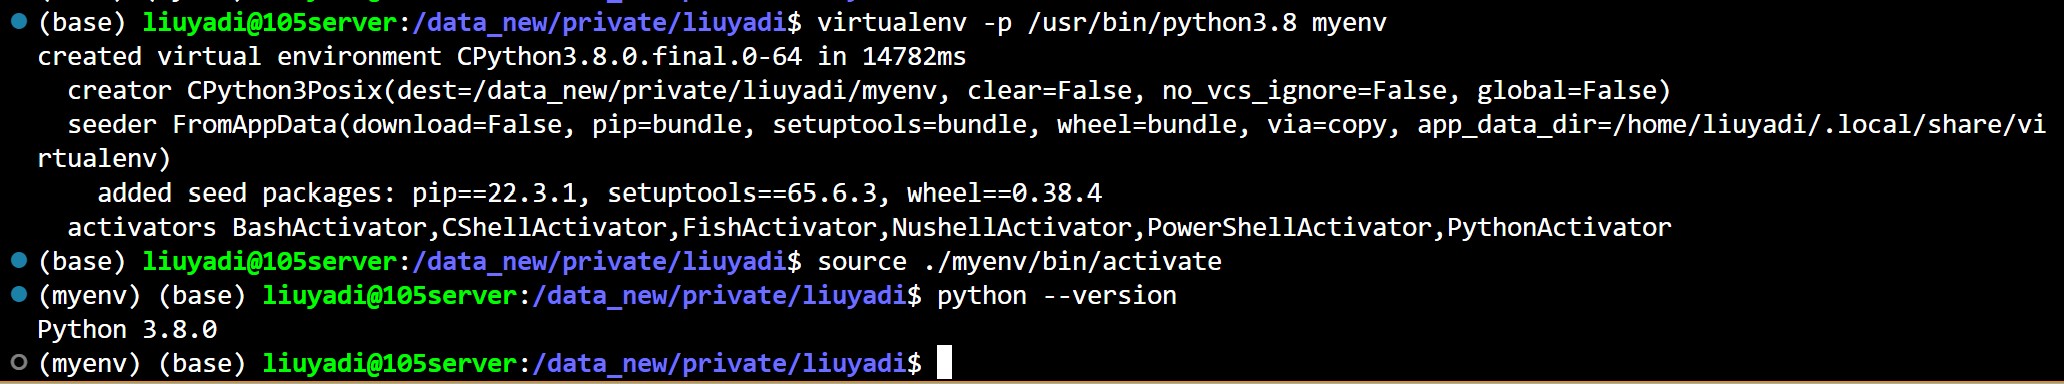 (base) liuyadi@105server:/data_new/private/liuyadi$ virtualenv -p /usr/bin/python3.8 myenv
created virtual environment CPython3.8.0.final.0-64 in 14782ms
  creator CPython3Posix(dest=/data_new/private/liuyadi/myenv, clear=False, no_vcs_ignore=False, global=False)
  seeder FromAppData(download=False, pip=bundle, setuptools=bundle, wheel=bundle, via=copy, app_data_dir=/home/liuyadi/.local/share/vi
rtualenv)
    added seed packages: pip==22.3.1, setuptools==65.6.3, wheel==0.38.4
  activators BashActivator,CShellActivator,FishActivator,NushellActivator,PowerShellActivator,PythonActivator
(base) liuyadi@105server:/data_new/private/liuyadi$ source ./myenv/bin/activate
(myenv) (base) liuyadi@105server:/data_new/private/liuyadi$ python --version
Python 3.8.0
(myenv) (base) liuyadi@105server:/data_new/private/liuyadi$